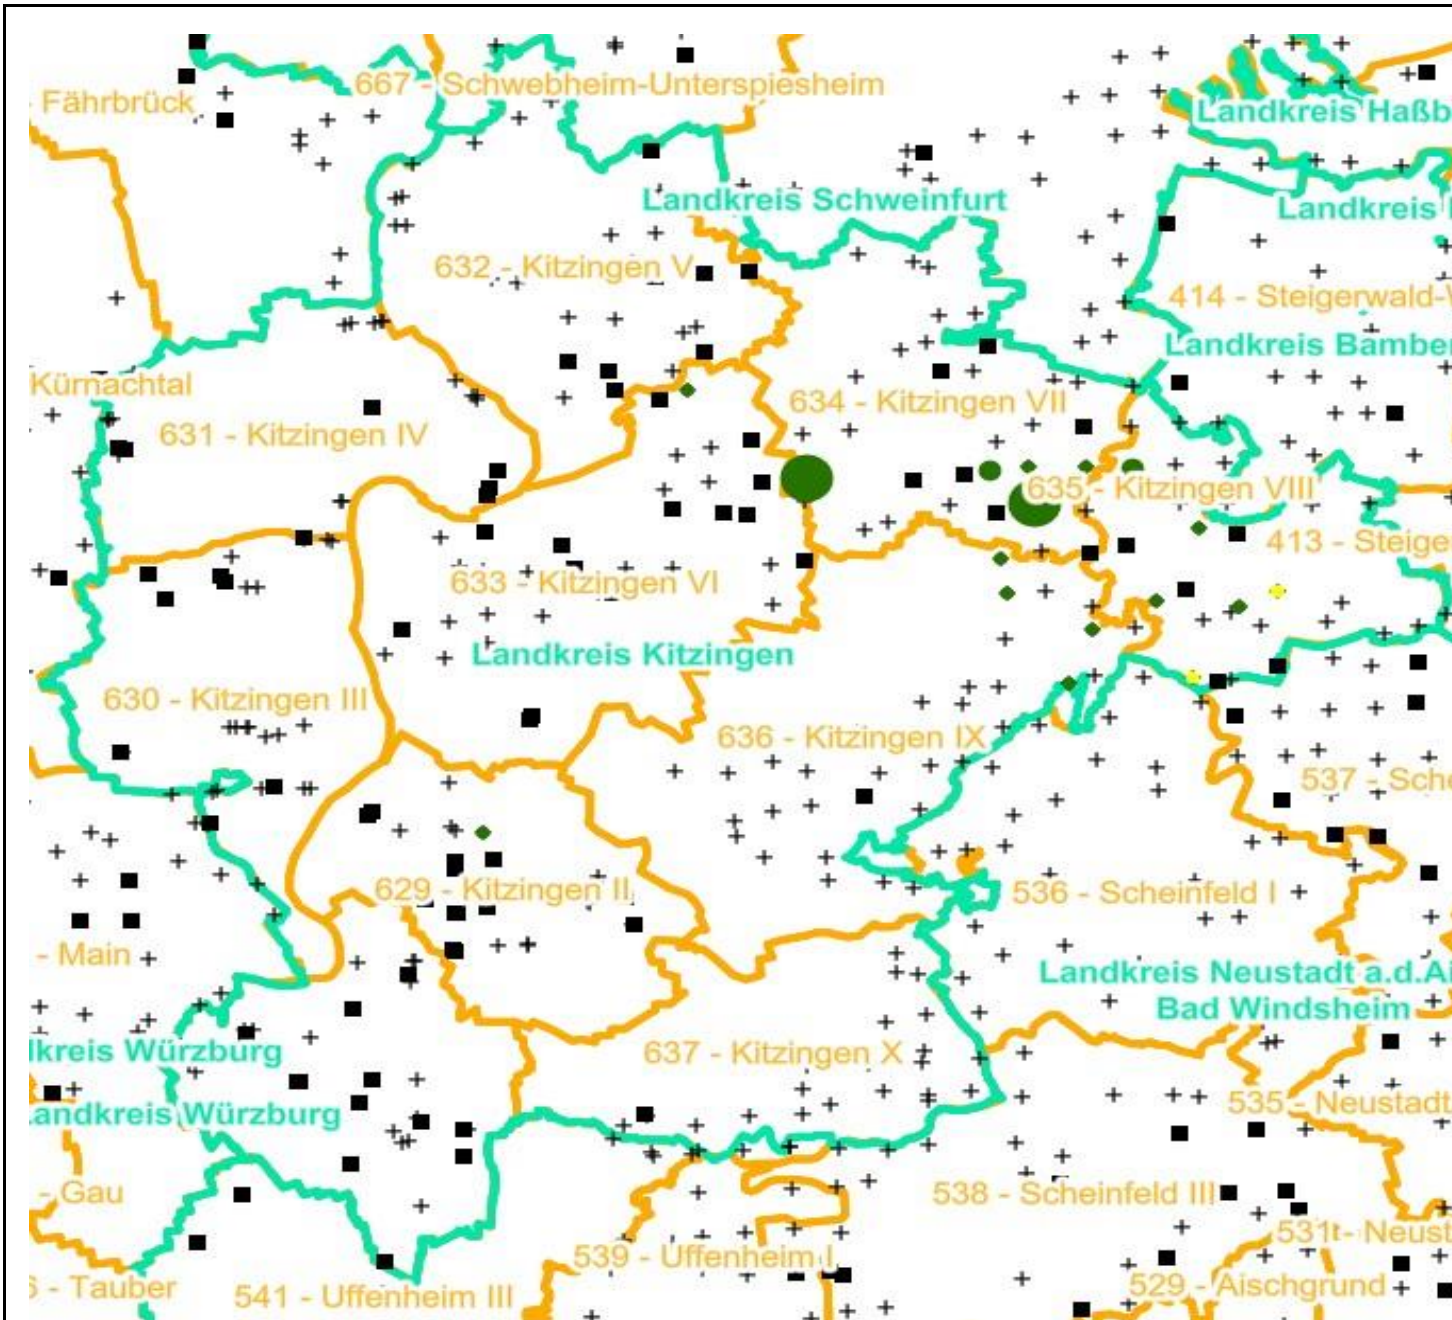 667 - Schwebheim-Unterspiesheim
Fährbrück
Landkreis Haßb
Landkreis Schweinfurt
Landkreis
632 - Kitzingen V
414 - Steigerwald-
Landkreis Bamber
Kürnachtal
634 - Kitzingen VII
631 - Kitzingen IV
635 - Kitzingen VIII
413 - Steige
633 - Kitzingen VI
Landkreis Kitzingen
630 - Kitzingen III
636 - Kitzingen IX
537 - Sche
629 - Kitzingen II
536 - Scheinfeld I
- Main
Landkreis Neustadt a.d.Ai
Bad Windsheim
lkreis Würzburg
637 - Kitzingen X
andkreis Würzburg
535 - Neustadt
- Gau
538 - Scheinfeld III
531 - Neust
539 - Uffenheim I
6 - Tauber
541 - Uffenheim III
529 - Aischgrund